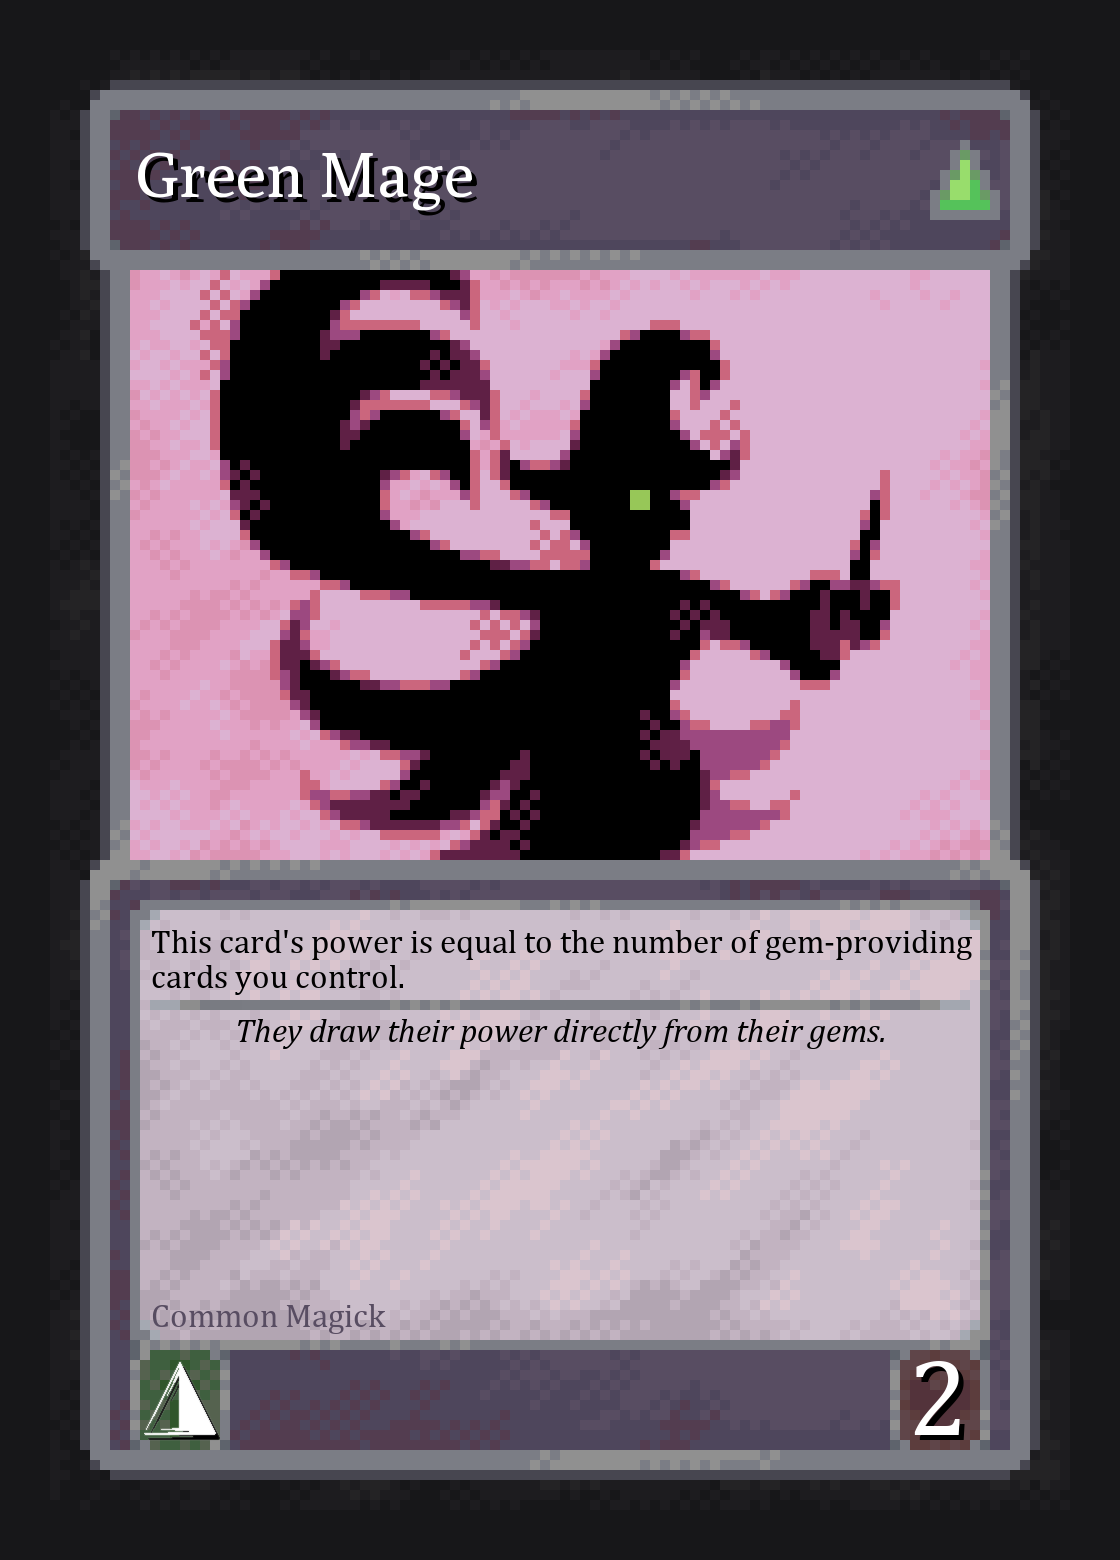 Green Mage
This card's power is equal to the number of gem-providing
cards you control.
They draw their power directly from their gems.
Common Magick
2